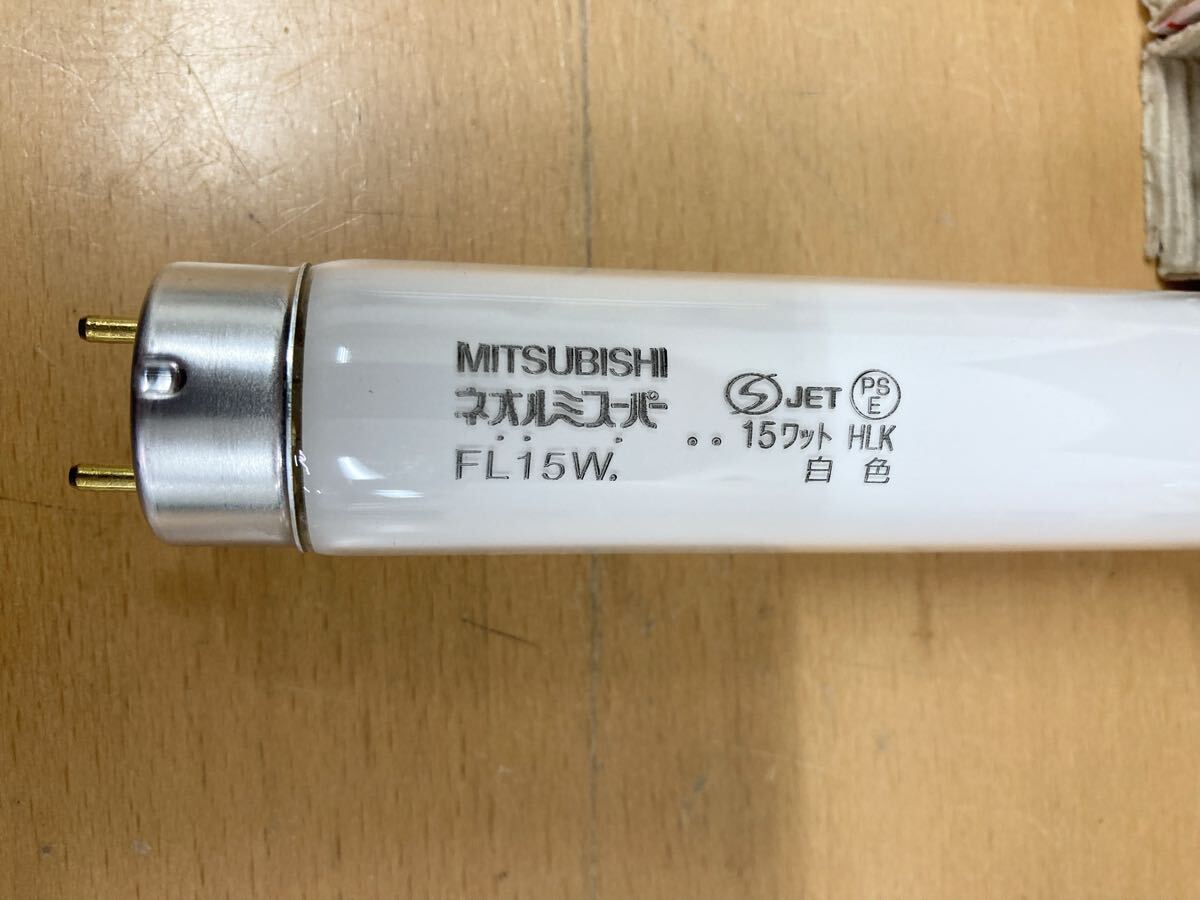 MITSUBISHI
ネオルミスーパー
FL15W.
JET PS E
15ワット HLK
白色